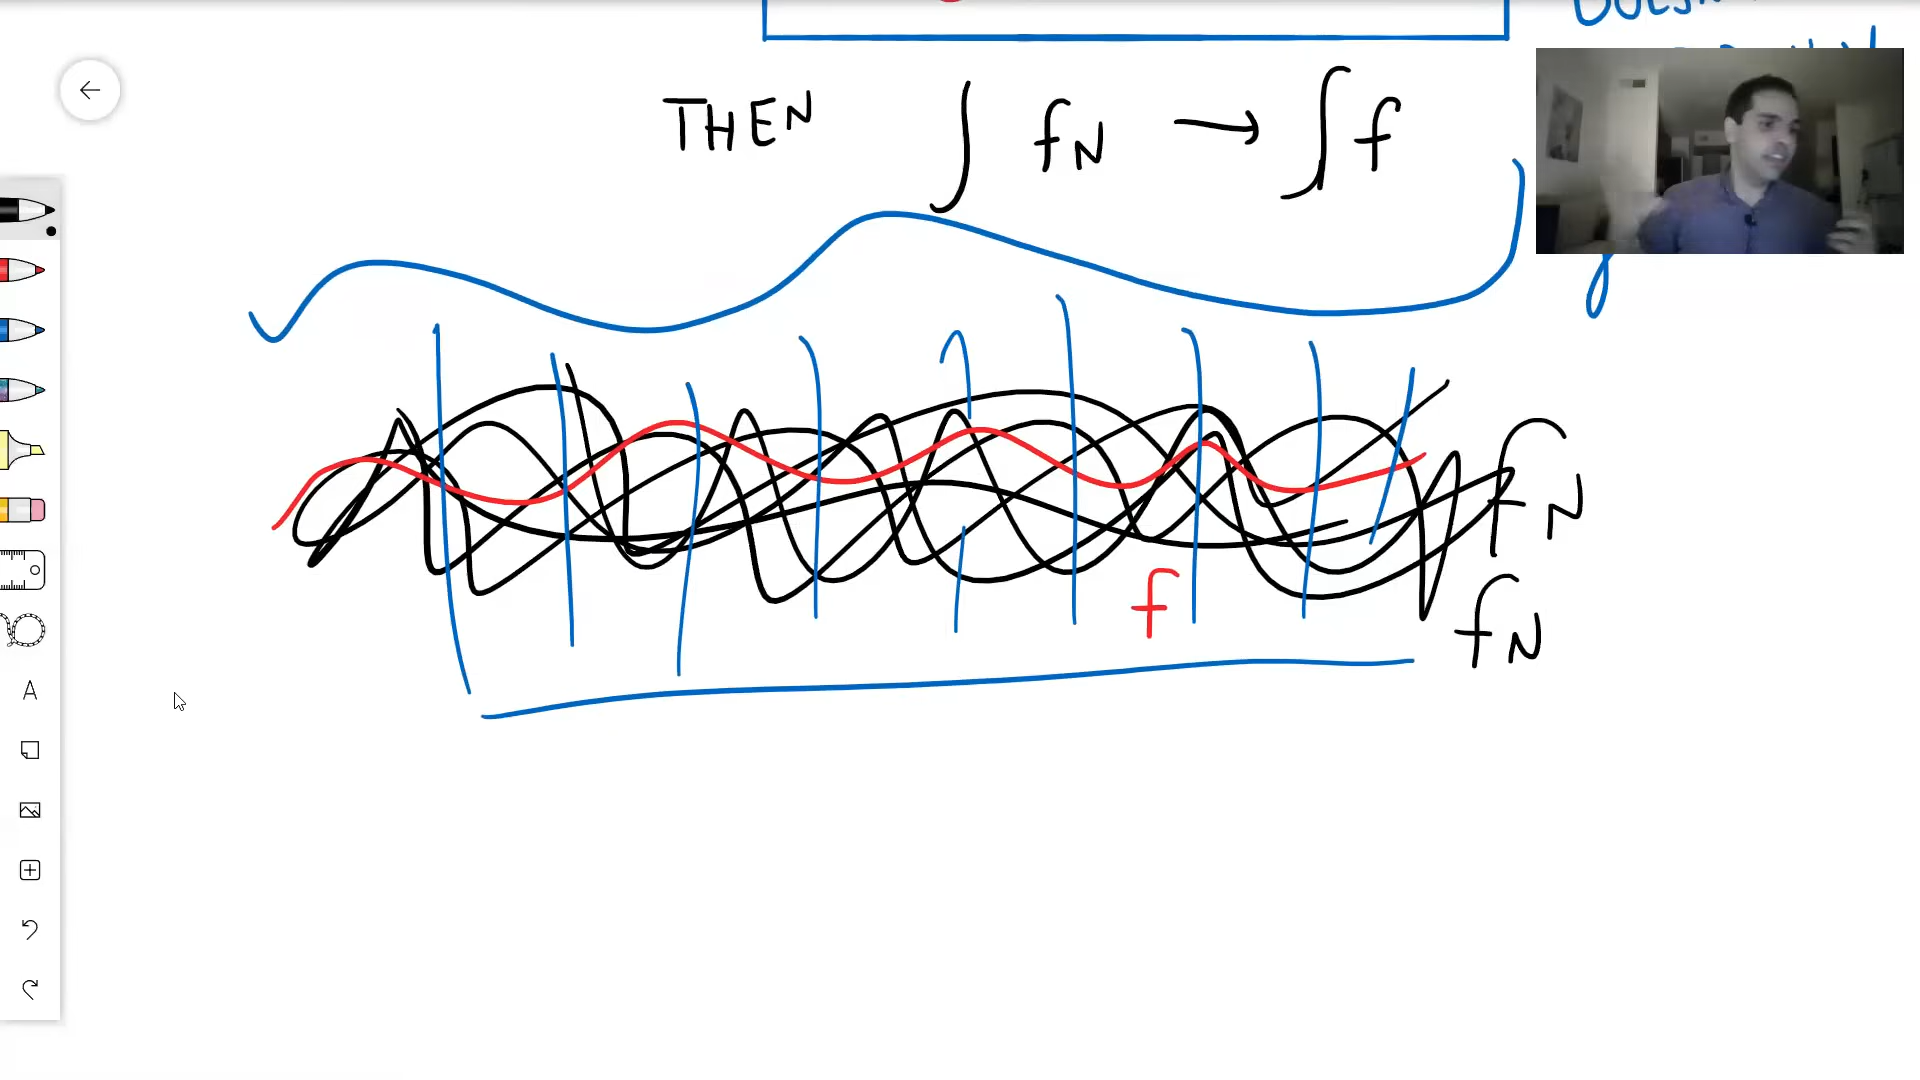 THEN ∫ fN → ∫ f
g
fN
f
fN
A